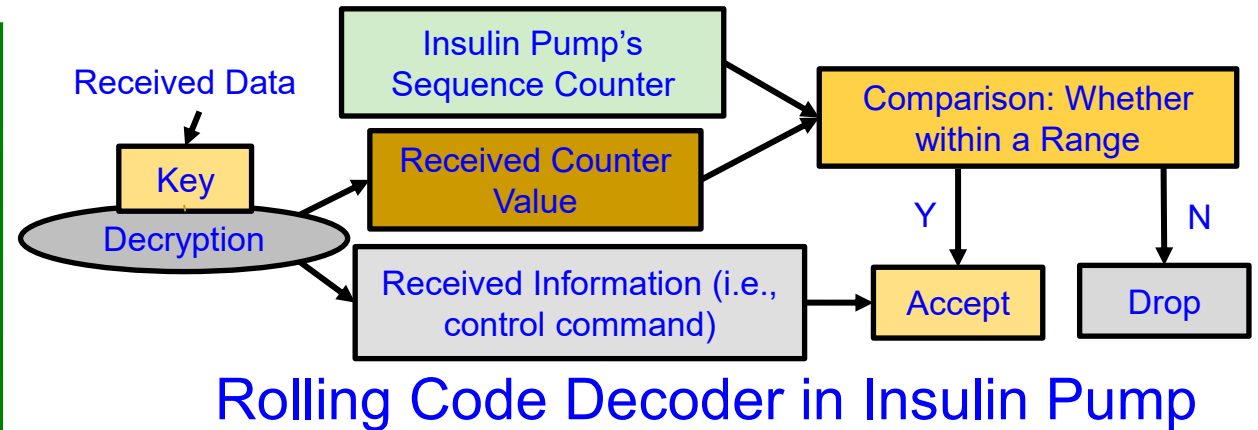 Received Data
Key
Decryption
Insulin Pump's
Sequence Counter
Received Counter
Value
Received Information (i.e.,
control command)
Comparison: Whether
within a Range
Y
N
Accept
Drop
Rolling Code Decoder in Insulin Pump